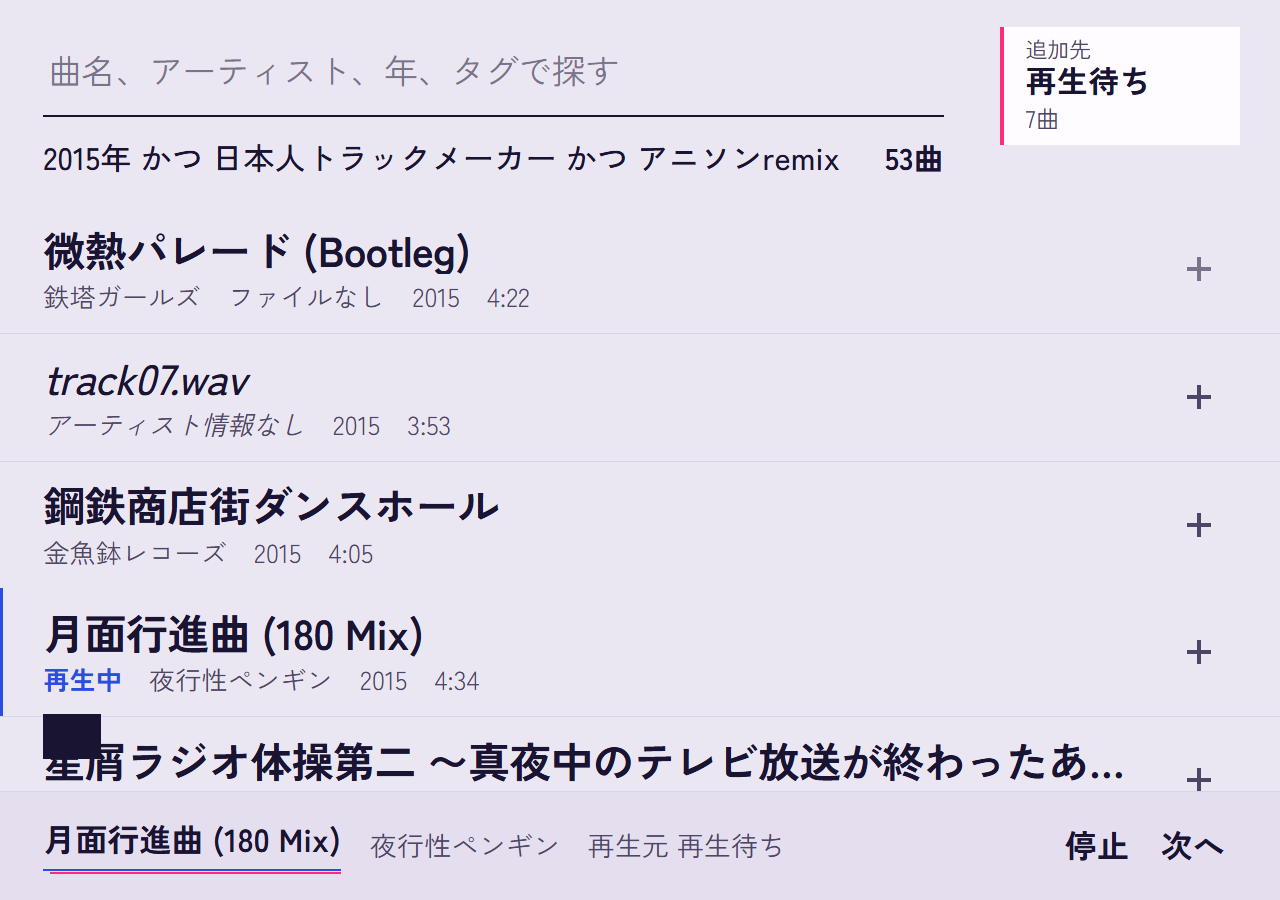 曲名、アーティスト、年、タグで探す
追加先
再生待ち
7曲
2015年 かつ 日本人トラックメーカー かつ アニソンremix 53曲
微熱パレード (Bootleg)
鉄塔ガールズ ファイルなし 2015 4:22
track07.wav
アーティスト情報なし 2015 3:53
鋼鉄商店街ダンスホール
金魚鉢レコーズ 2015 4:05
月面行進曲 (180 Mix)
再生中 夜行性ペンギン 2015 4:34
星屑ラジオ体操第二 〜真夜中のテレビ放送が終わったあ…
月面行進曲 (180 Mix) 夜行性ペンギン 再生元 再生待ち 停止 次へ